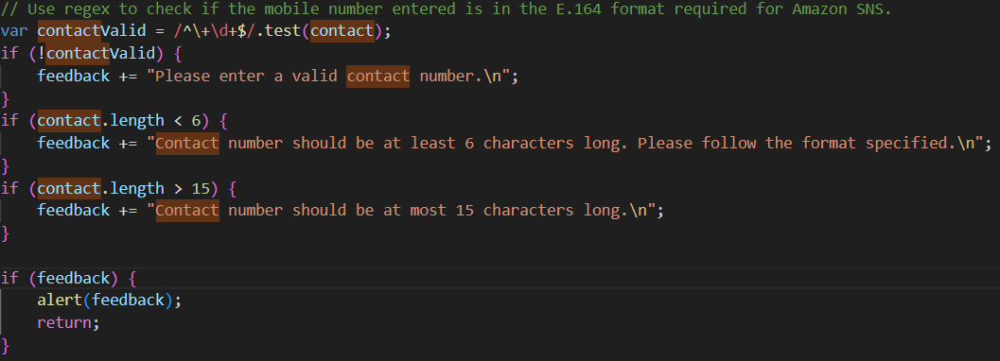 // Use regex to check if the mobile number entered is in the E.164 format required for Amazon SNS.
var contactValid = /^\+\d+$/.test(contact);
if (!contactValid) {
    feedback += "Please enter a valid contact number.\n";
}
if (contact.length < 6) {
    feedback += "Contact number should be at least 6 characters long. Please follow the format specified.\n";
}
if (contact.length > 15) {
    feedback += "Contact number should be at most 15 characters long.\n";
}
if (feedback) {
    alert(feedback);
    return;
}